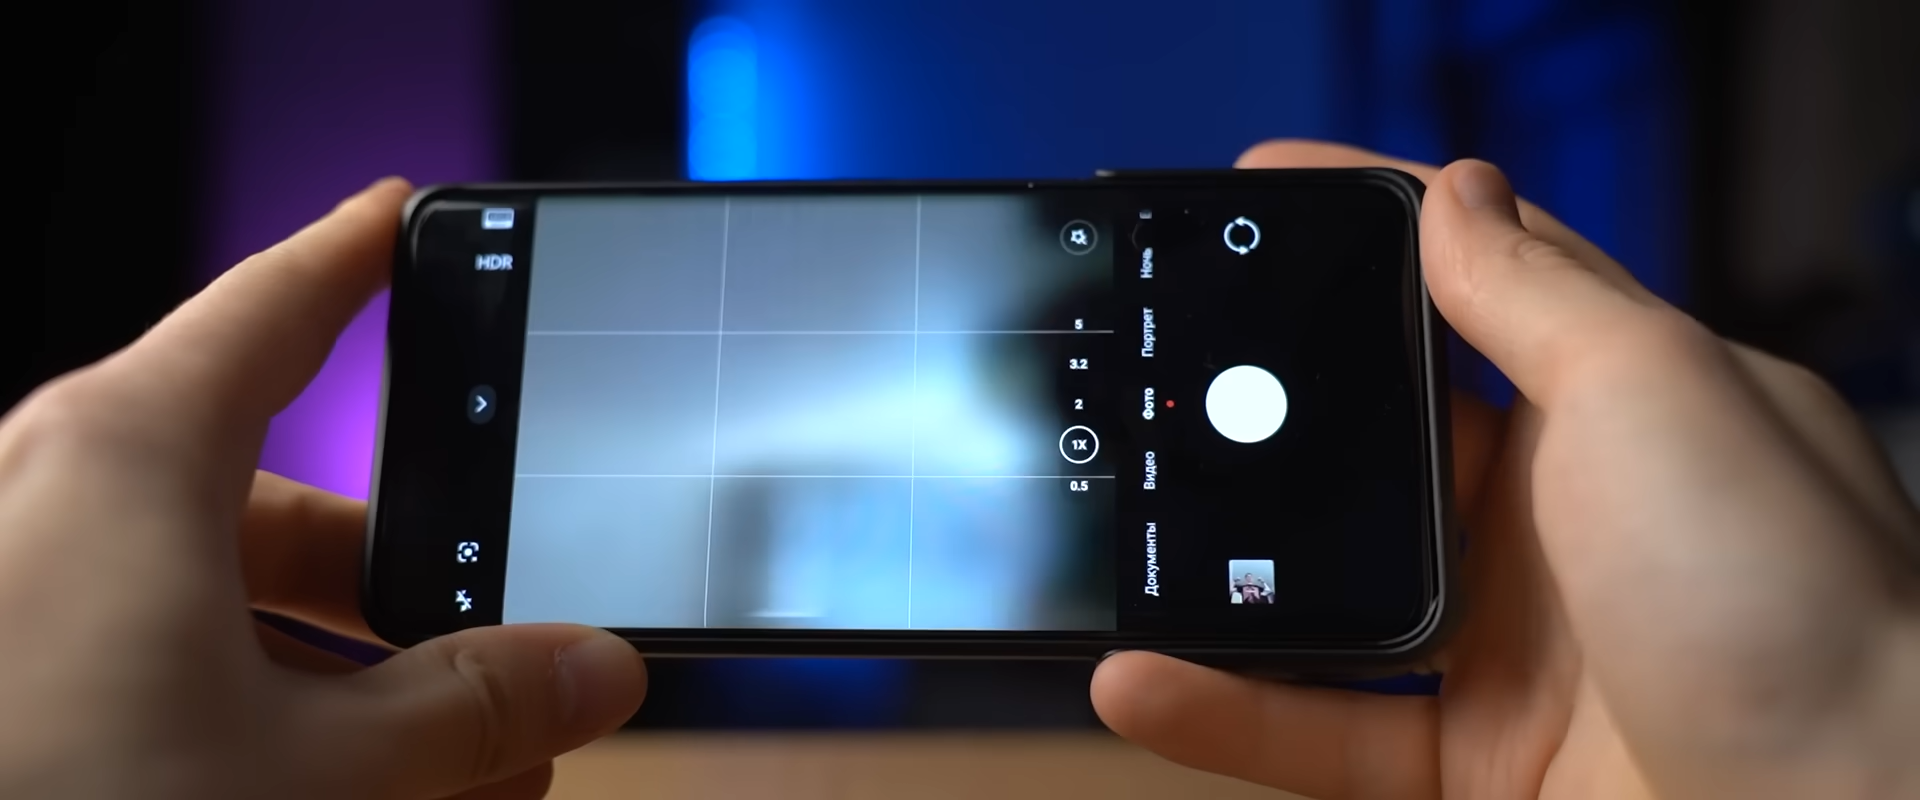 HDR
5
3.2
2
1X
0.5
Ночь
Портрет
Фото
Видео
Документы